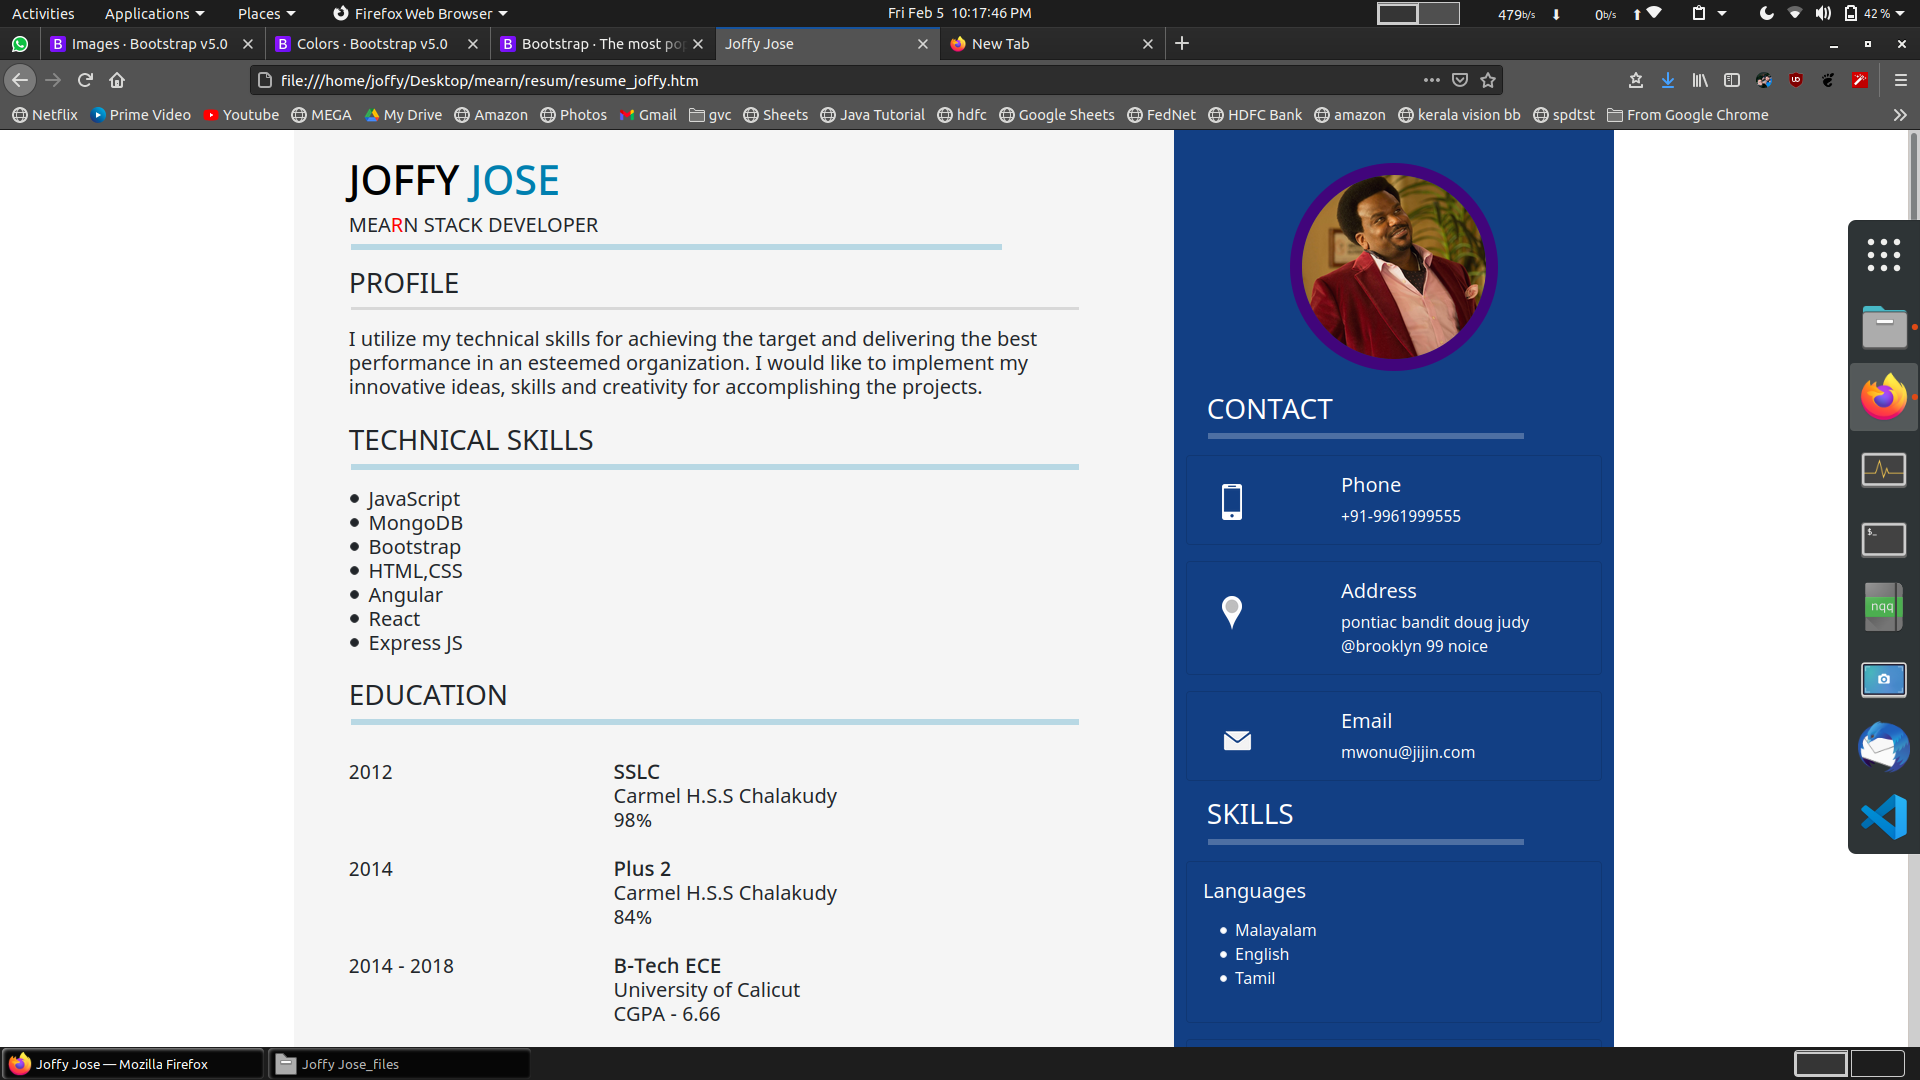 Activities Applications Places Firefox Web Browser Fri Feb 5 10:17:46 PM 479b/s 0b/s 42 %
Images · Bootstrap v5.0 Colors · Bootstrap v5.0 Bootstrap · The most po Joffy Jose New Tab
file:///home/joffy/Desktop/mearn/resum/resume_joffy.htm
Netflix Prime Video Youtube MEGA My Drive Amazon Photos Gmail gvc Sheets Java Tutorial hdfc Google Sheets FedNet HDFC Bank amazon kerala vision bb spdtst From Google Chrome
JOFFY JOSE
MEARN STACK DEVELOPER
PROFILE
I utilize my technical skills for achieving the target and delivering the best
performance in an esteemed organization. I would like to implement my
innovative ideas, skills and creativity for accomplishing the projects.
TECHNICAL SKILLS
JavaScript
MongoDB
Bootstrap
HTML,CSS
Angular
React
Express JS
EDUCATION
2012 SSLC
Carmel H.S.S Chalakudy
98%
2014 Plus 2
Carmel H.S.S Chalakudy
84%
2014 - 2018 B-Tech ECE
University of Calicut
CGPA - 6.66
CONTACT
Phone
+91-9961999555
Address
pontiac bandit doug judy
@brooklyn 99 noice
Email
mwonu@jijin.com
SKILLS
Languages
Malayalam
English
Tamil
$_
nqq
Joffy Jose — Mozilla Firefox Joffy Jose_files